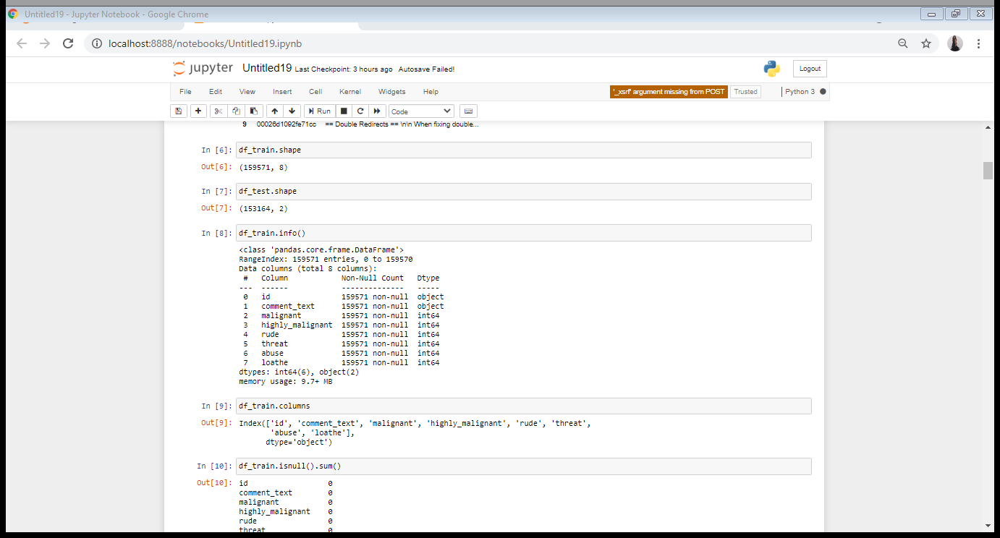 Untitled19 - Jupyter Notebook - Google Chrome
localhost:8888/notebooks/Untitled19.ipynb
jupyter Untitled19 Last Checkpoint: 3 hours ago Autosave Failed!
Logout
File Edit View Insert Cell Kernel Widgets Help '_xsrf' argument missing from POST Trusted Python 3
Run Code
9 00026d1092fe71cc == Double Redirects == \n\n When fixing double...
In [6]: df_train.shape
Out[6]: (159571, 8)
In [7]: df_test.shape
Out[7]: (153164, 2)
In [8]: df_train.info()
<class 'pandas.core.frame.DataFrame'>
RangeIndex: 159571 entries, 0 to 159570
Data columns (total 8 columns):
# Column Non-Null Count Dtype
--- ------ -------------- -----
0 id 159571 non-null object
1 comment_text 159571 non-null object
2 malignant 159571 non-null int64
3 highly_malignant 159571 non-null int64
4 rude 159571 non-null int64
5 threat 159571 non-null int64
6 abuse 159571 non-null int64
7 loathe 159571 non-null int64
dtypes: int64(6), object(2)
memory usage: 9.7+ MB
In [9]: df_train.columns
Out[9]: Index(['id', 'comment_text', 'malignant', 'highly_malignant', 'rude', 'threat',
'abuse', 'loathe'],
dtype='object')
In [10]: df_train.isnull().sum()
Out[10]: id 0
comment_text 0
malignant 0
highly_malignant 0
rude 0
threat 0